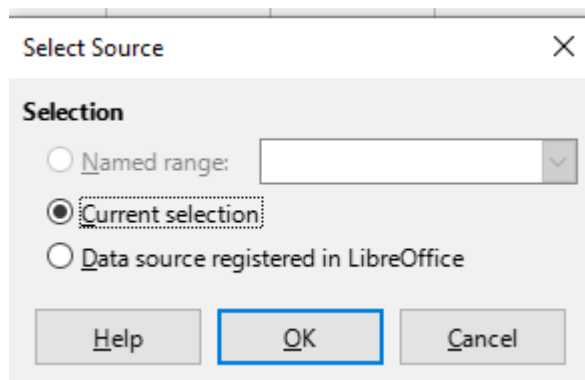 Select Source
Selection
Named range:
Current selection
Data source registered in LibreOffice
Help OK Cancel